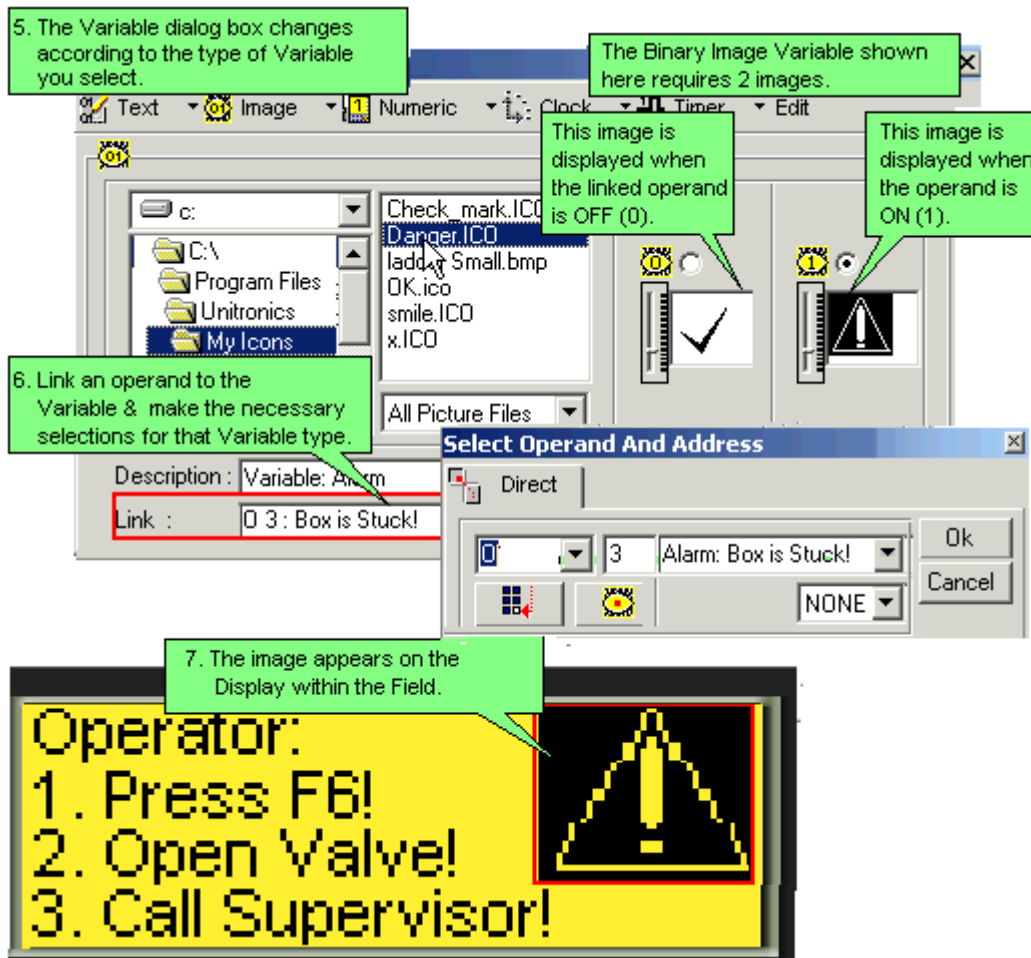 5. The Variable dialog box changes
according to the type of Variable
you select.
The Binary Image Variable shown
here requires 2 images.
Text
Image
Numeric
Clock
Timer
Edit
This image is
displayed when
the linked operand
is OFF (0).
This image is
displayed when
the operand is
ON (1).
c:
C:\
Program Files
Unitronics
My Icons
Check_mark.ICO
Danger.ICO
Small.bmp
OK.ico
smile.ICO
x.ICO
0
1
6. Link an operand to the
Variable & make the necessary
selections for that Variable type.
All Picture Files
Description : Variable: Alarm
Link : O 3 : Box is Stuck!
Select Operand And Address
Direct
O 3 Alarm: Box is Stuck!
Ok
Cancel
NONE
7. The image appears on the
Display within the Field.
Operator:
1. Press F6!
2. Open Valve!
3. Call Supervisor!